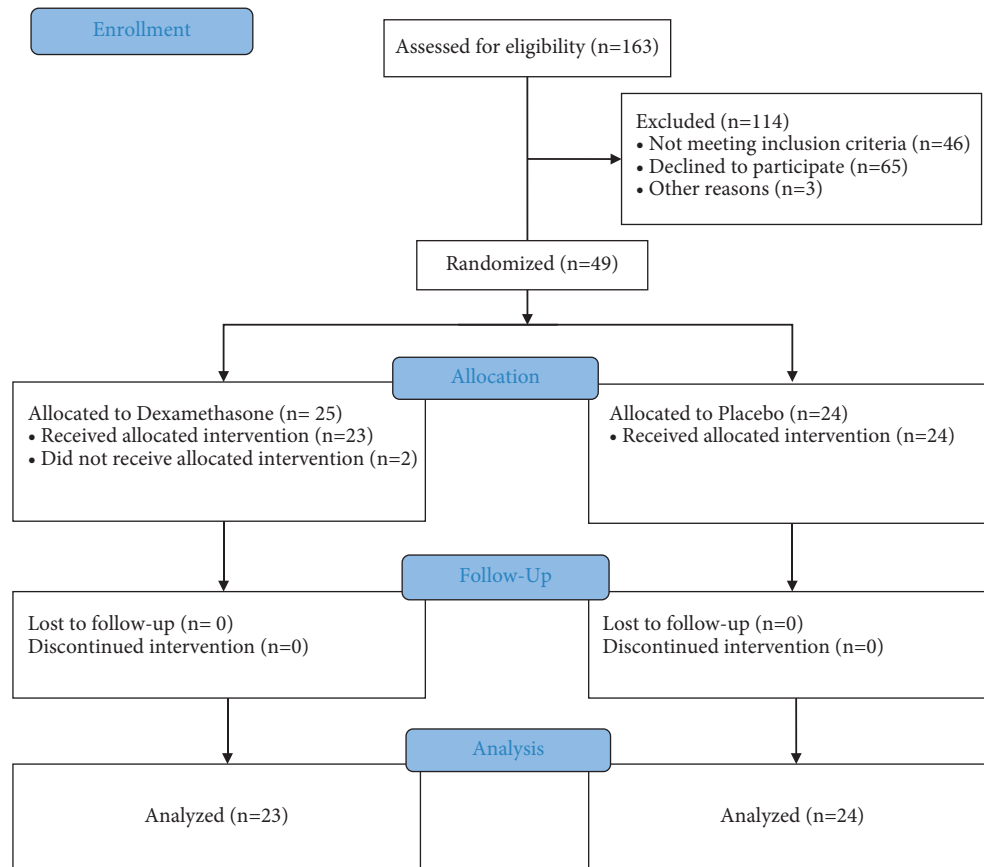 Enrollment
Assessed for eligibility (n=163)
Excluded (n=114)
• Not meeting inclusion criteria (n=46)
• Declined to participate (n=65)
• Other reasons (n=3)
Randomized (n=49)
Allocation
Allocated to Dexamethasone (n= 25)
• Received allocated intervention (n=23)
• Did not receive allocated intervention (n=2)
Allocated to Placebo (n=24)
• Received allocated intervention (n=24)
Follow-Up
Lost to follow-up (n= 0)
Discontinued intervention (n=0)
Lost to follow-up (n=0)
Discontinued intervention (n=0)
Analysis
Analyzed (n=23)
Analyzed (n=24)